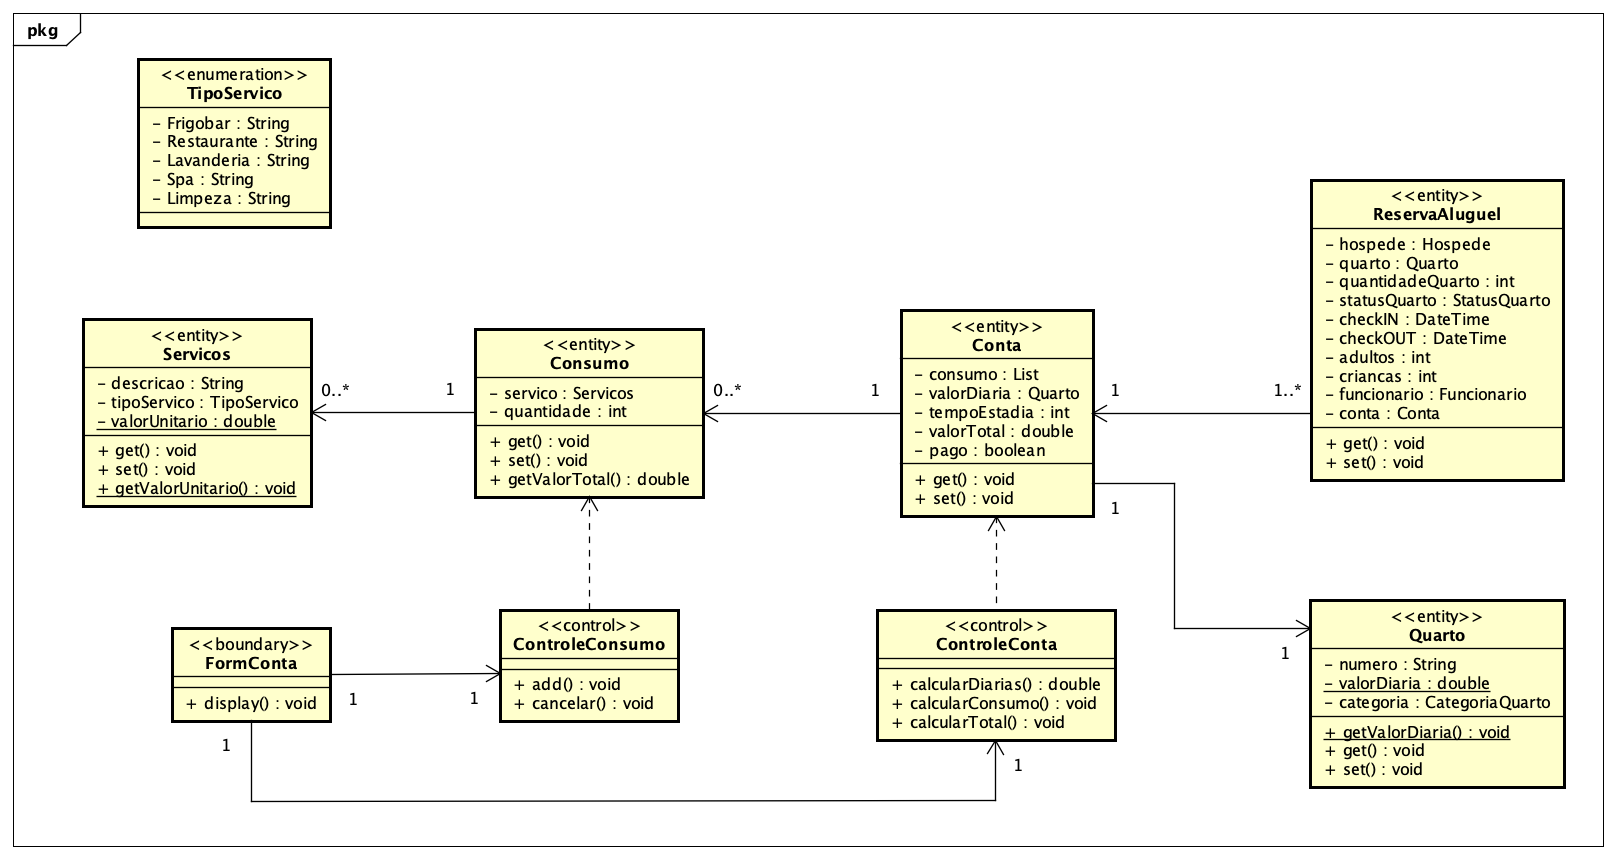 pkg
<<enumeration>>
TipoServico
- Frigobar : String
- Restaurante : String
- Lavanderia : String
- Spa : String
- Limpeza : String
<<entity>>
ReservaAluguel
- hospede : Hospede
- quarto : Quarto
- quantidadeQuarto : int
- statusQuarto : StatusQuarto
- checkIN : DateTime
- checkOUT : DateTime
- adultos : int
- criancas : int
- funcionario : Funcionario
- conta : Conta
+ get() : void
+ set() : void
<<entity>>
Servicos
- descricao : String
- tipoServico : TipoServico
- valorUnitario : double
+ get() : void
+ set() : void
+ getValorUnitario() : void
0..*
1
<<entity>>
Consumo
- servico : Servicos
- quantidade : int
+ get() : void
+ set() : void
+ getValorTotal() : double
0..*
1
<<entity>>
Conta
- consumo : List
- valorDiaria : Quarto
- tempoEstadia : int
- valorTotal : double
- pago : boolean
+ get() : void
+ set() : void
1
1..*
1
1
<<boundary>>
FormConta
+ display() : void
1
1
<<control>>
ControleConsumo
+ add() : void
+ cancelar() : void
<<control>>
ControleConta
+ calcularDiarias() : double
+ calcularConsumo() : void
+ calcularTotal() : void
1
1
<<entity>>
Quarto
- numero : String
- valorDiaria : double
- categoria : CategoriaQuarto
+ getValorDiaria() : void
+ get() : void
+ set() : void